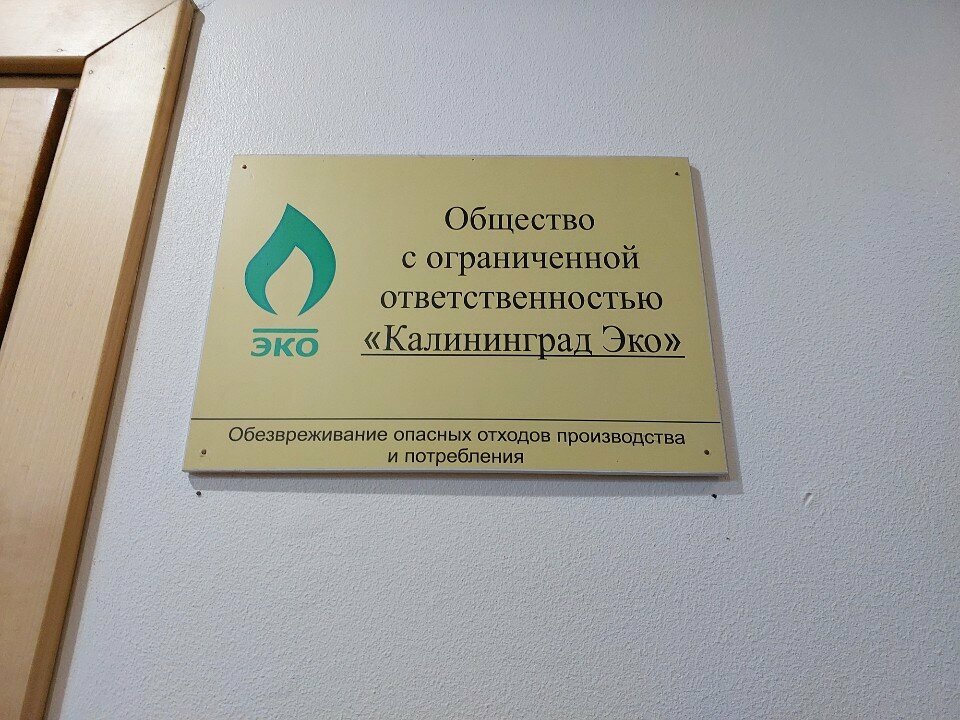 Общество
с ограниченной
ответственностью
«Калининград Эко»
ЭКО
Обезвреживание опасных отходов производства
и потребления